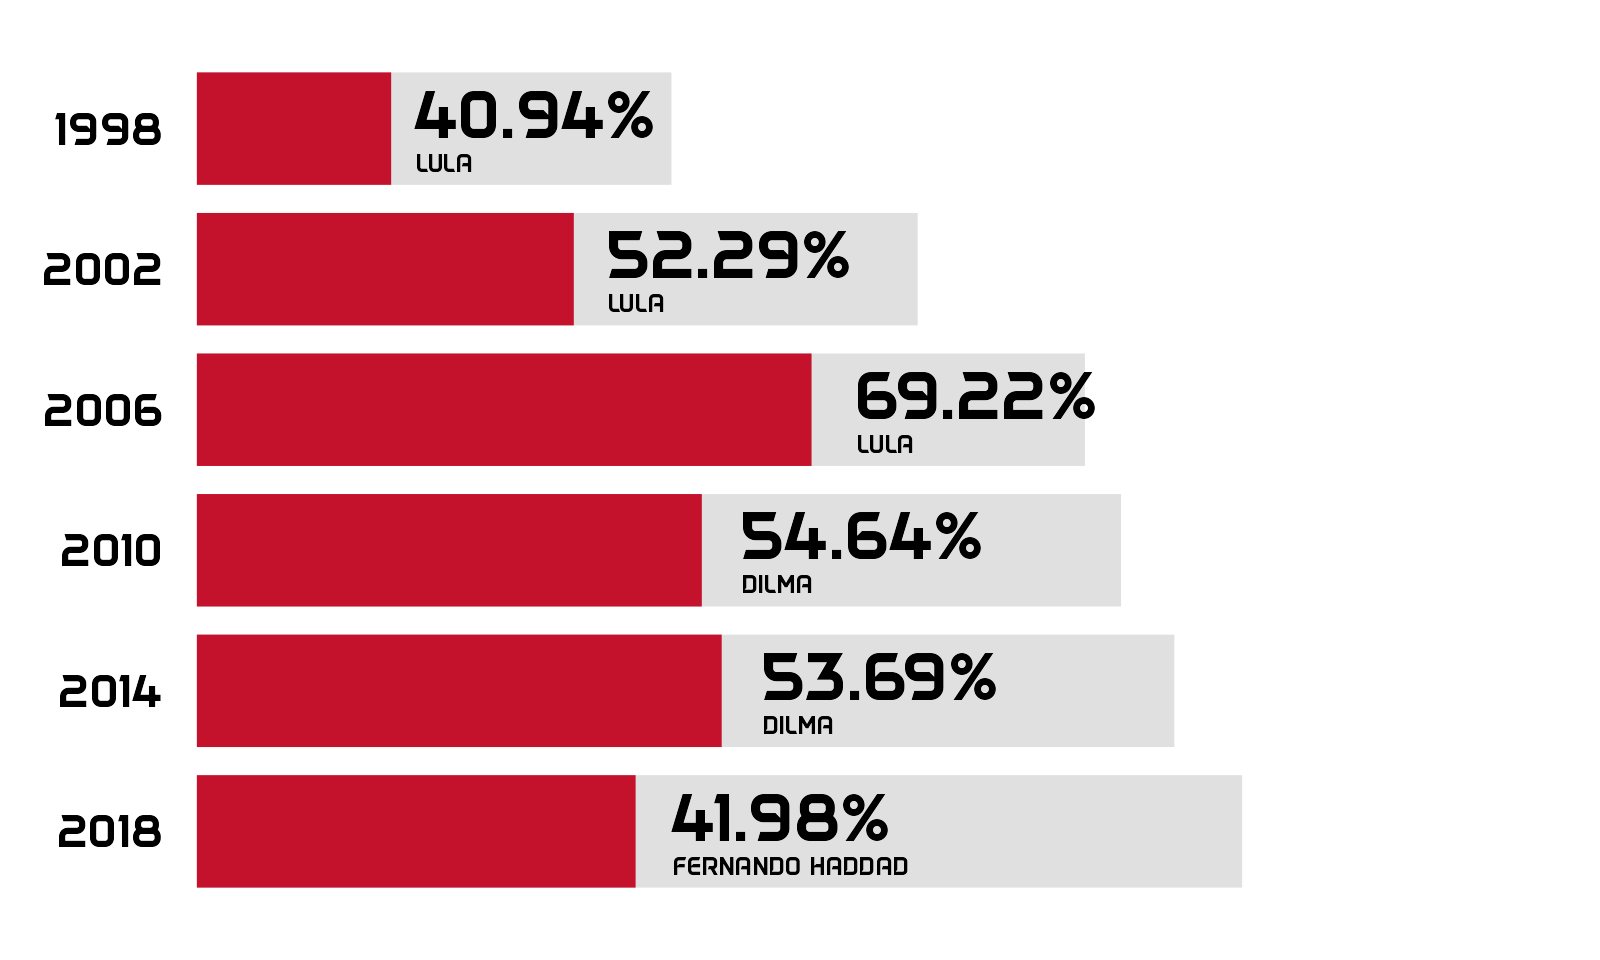 1998
40.94%
LULA
2002
52.29%
LULA
2006
69.22%
LULA
2010
54.64%
DILMA
2014
53.69%
DILMA
2018
41.98%
FERNANDO HADDAD